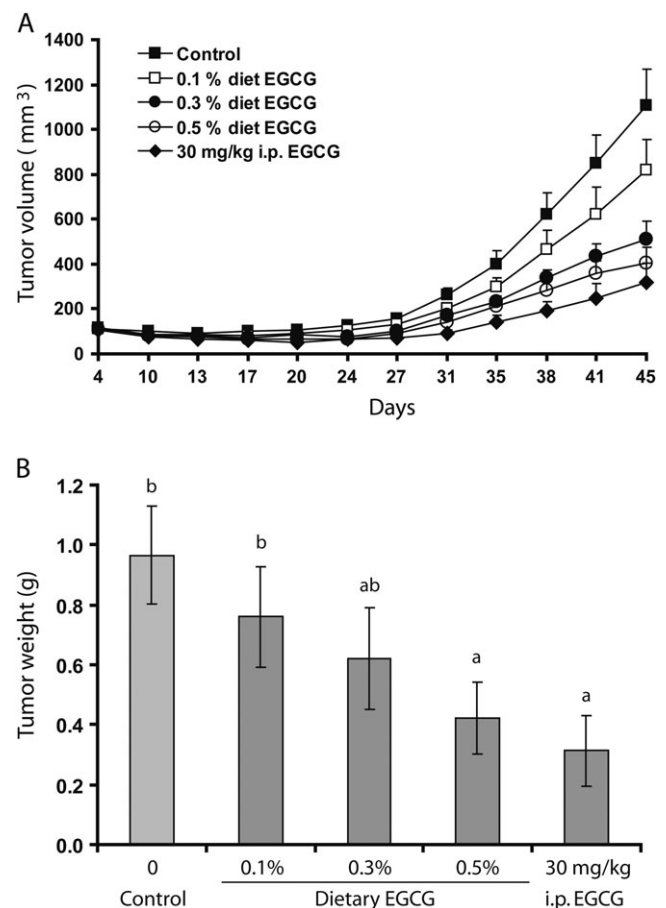 A
1400
1200
1000
800
600
400
200
0
Tumor volume ( mm 3)
Control
0.1 % diet EGCG
0.3 % diet EGCG
0.5 % diet EGCG
30 mg/kg i.p. EGCG
4 10 13 17 20 24 27 31 35 38 41 45
Days
B
1.2
1.0
0.8
0.6
0.4
0.2
0.0
Tumor weight (g)
b
b
ab
a
a
0 0.1% 0.3% 0.5% 30 mg/kg
Control Dietary EGCG i.p. EGCG